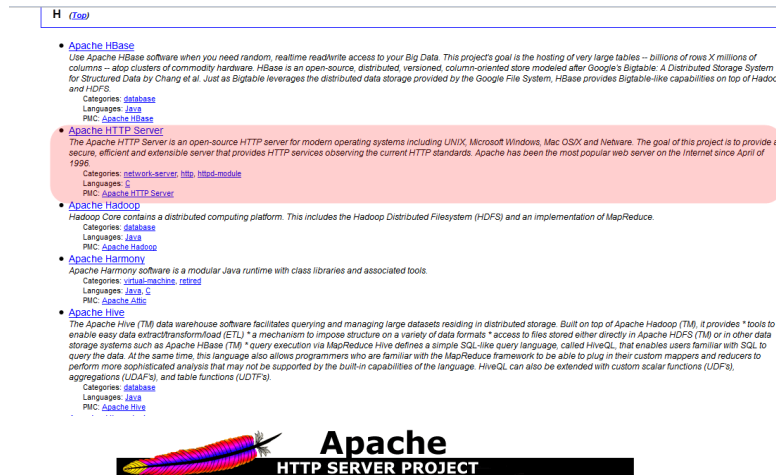 H (Top)
Apache HBase
Use Apache HBase software when you need random, realtime read/write access to your Big Data. This project's goal is the hosting of very large tables -- billions of rows X millions of
columns -- atop clusters of commodity hardware. HBase is an open-source, distributed, versioned, column-oriented store modeled after Google's Bigtable: A Distributed Storage System
for Structured Data by Chang et al. Just as Bigtable leverages the distributed data storage provided by the Google File System, HBase provides Bigtable-like capabilities on top of Hadoo
and HDFS.
Categories: database
Languages: Java
PMC: Apache HBase
Apache HTTP Server
The Apache HTTP Server is an open-source HTTP server for modern operating systems including UNIX, Microsoft Windows, Mac OS/X and Netware. The goal of this project is to provide a
secure, efficient and extensible server that provides HTTP services observing the current HTTP standards. Apache has been the most popular web server on the Internet since April of
1996.
Categories: network-server, http, httpd-module
Languages: C
PMC: Apache HTTP Server
Apache Hadoop
Hadoop Core contains a distributed computing platform. This includes the Hadoop Distributed Filesystem (HDFS) and an implementation of MapReduce.
Categories: database
Languages: Java
PMC: Apache Hadoop
Apache Harmony
Apache Harmony software is a modular Java runtime with class libraries and associated tools.
Categories: virtual-machine, retired
Languages: Java, C
PMC: Apache Attic
Apache Hive
The Apache Hive (TM) data warehouse software facilitates querying and managing large datasets residing in distributed storage. Built on top of Apache Hadoop (TM), it provides * tools to
enable easy data extract/transform/load (ETL) * a mechanism to impose structure on a variety of data formats * access to files stored either directly in Apache HDFS (TM) or in other data
storage systems such as Apache HBase (TM) * query execution via MapReduce Hive defines a simple SQL-like query language, called HiveQL, that enables users familiar with SQL to
query the data. At the same time, this language also allows programmers who are familiar with the MapReduce framework to be able to plug in their custom mappers and reducers to
perform more sophisticated analysis that may not be supported by the built-in capabilities of the language. HiveQL can also be extended with custom scalar functions (UDF's),
aggregations (UDAF's), and table functions (UDTF's).
Categories: database
Languages: Java
PMC: Apache Hive
Apache
HTTP SERVER PROJECT